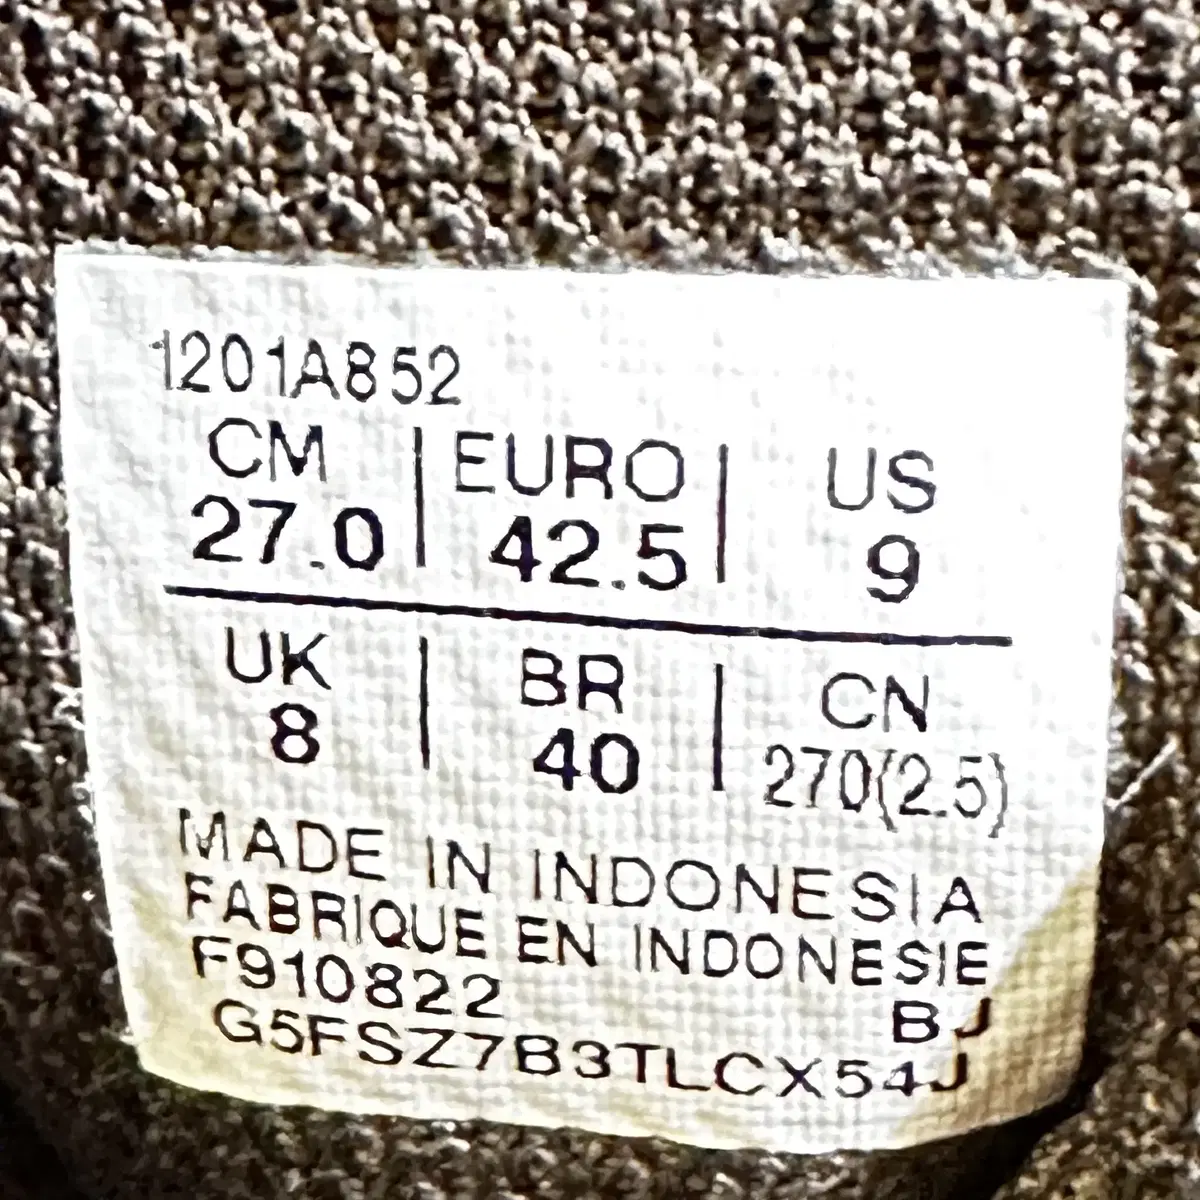 1201A852
CM EURO US
27.0 42.5 9
UK BR CN
8 40 270(2.5)
MADE IN INDONESIA
FABRIQUE EN INDONESIE
F910822 BJ
G5FSZ7B3TLCX54J